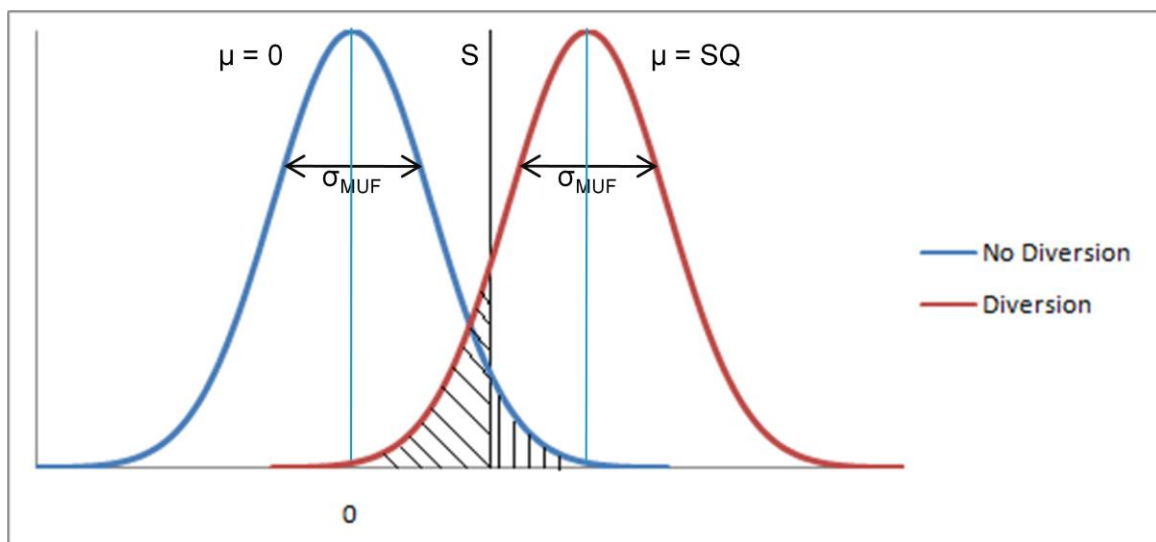 μ = 0
S
μ = SQ
σMUF
σMUF
No Diversion
Diversion
0